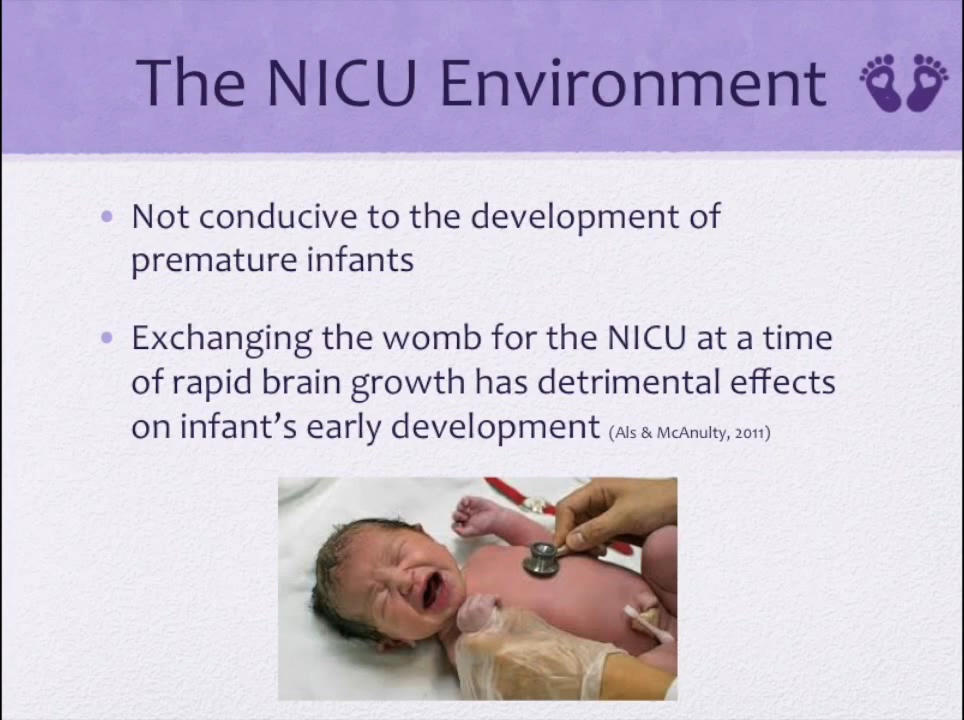 The NICU Environment
• Not conducive to the development of
premature infants
• Exchanging the womb for the NICU at a time
of rapid brain growth has detrimental effects
on infant’s early development (Als & McAnulty, 2011)